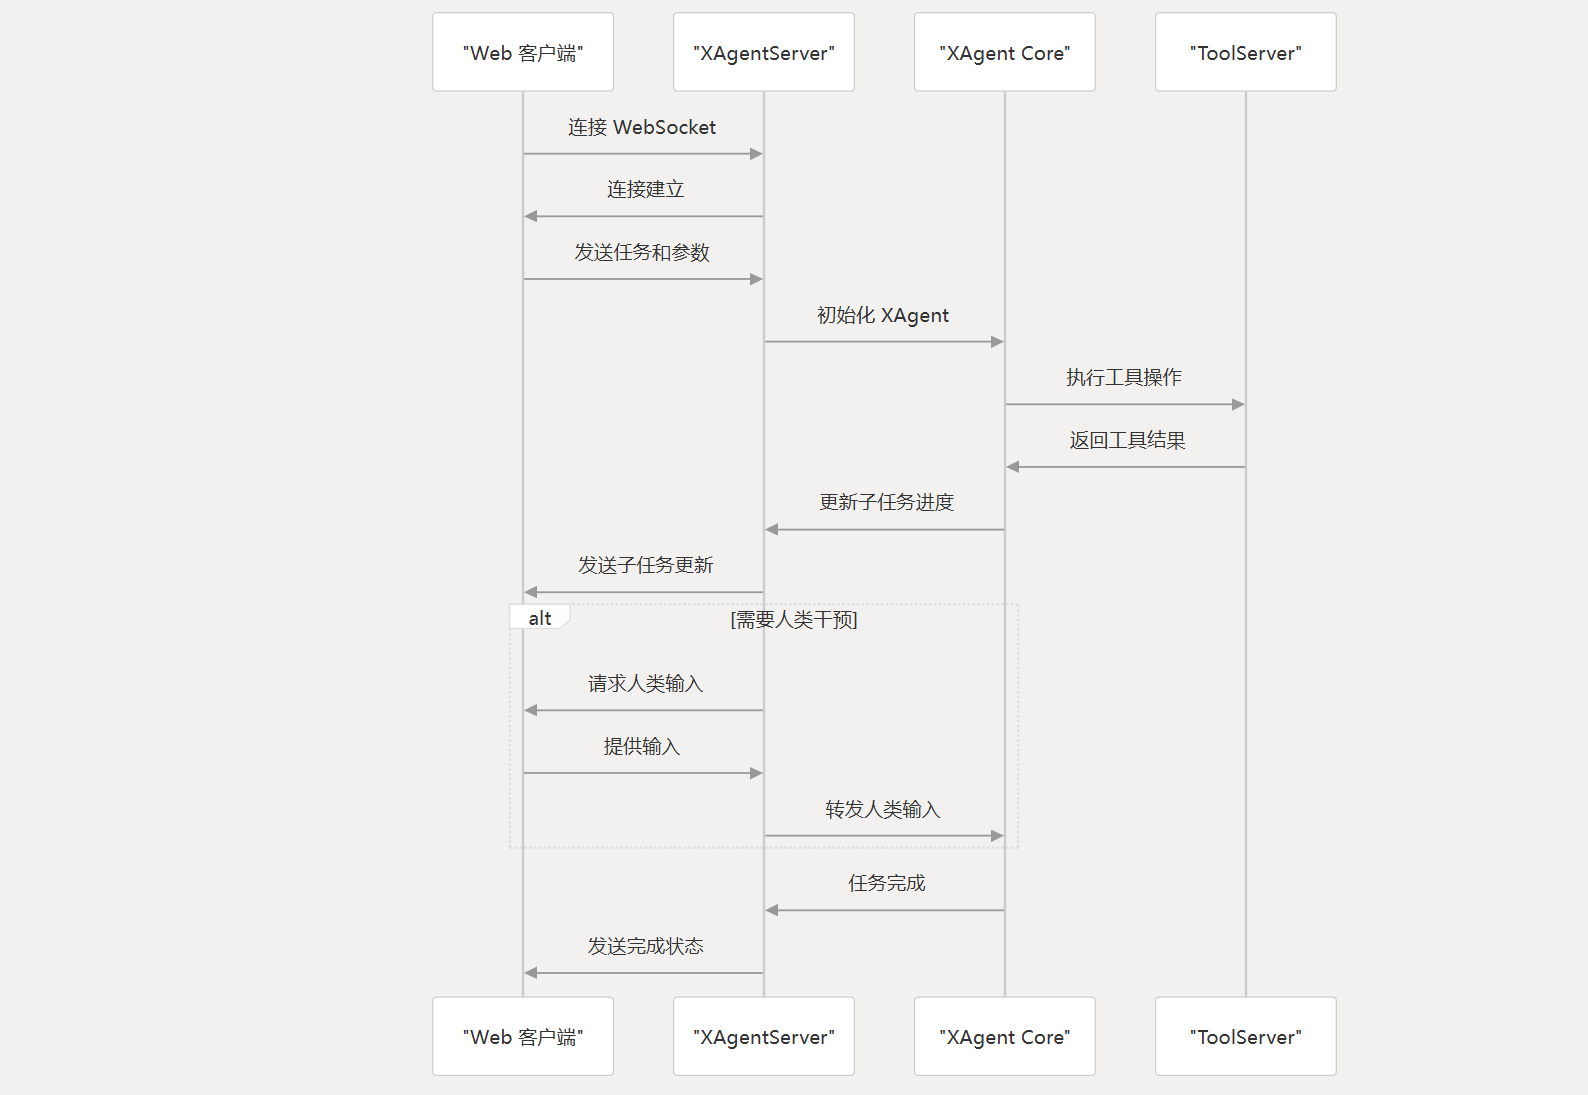 "Web 客户端"
"XAgentServer"
"XAgent Core"
"ToolServer"
连接 WebSocket
连接建立
发送任务和参数
初始化 XAgent
执行工具操作
返回工具结果
更新子任务进度
发送子任务更新
alt
[需要人类干预]
请求人类输入
提供输入
转发人类输入
任务完成
发送完成状态
"Web 客户端"
"XAgentServer"
"XAgent Core"
"ToolServer"